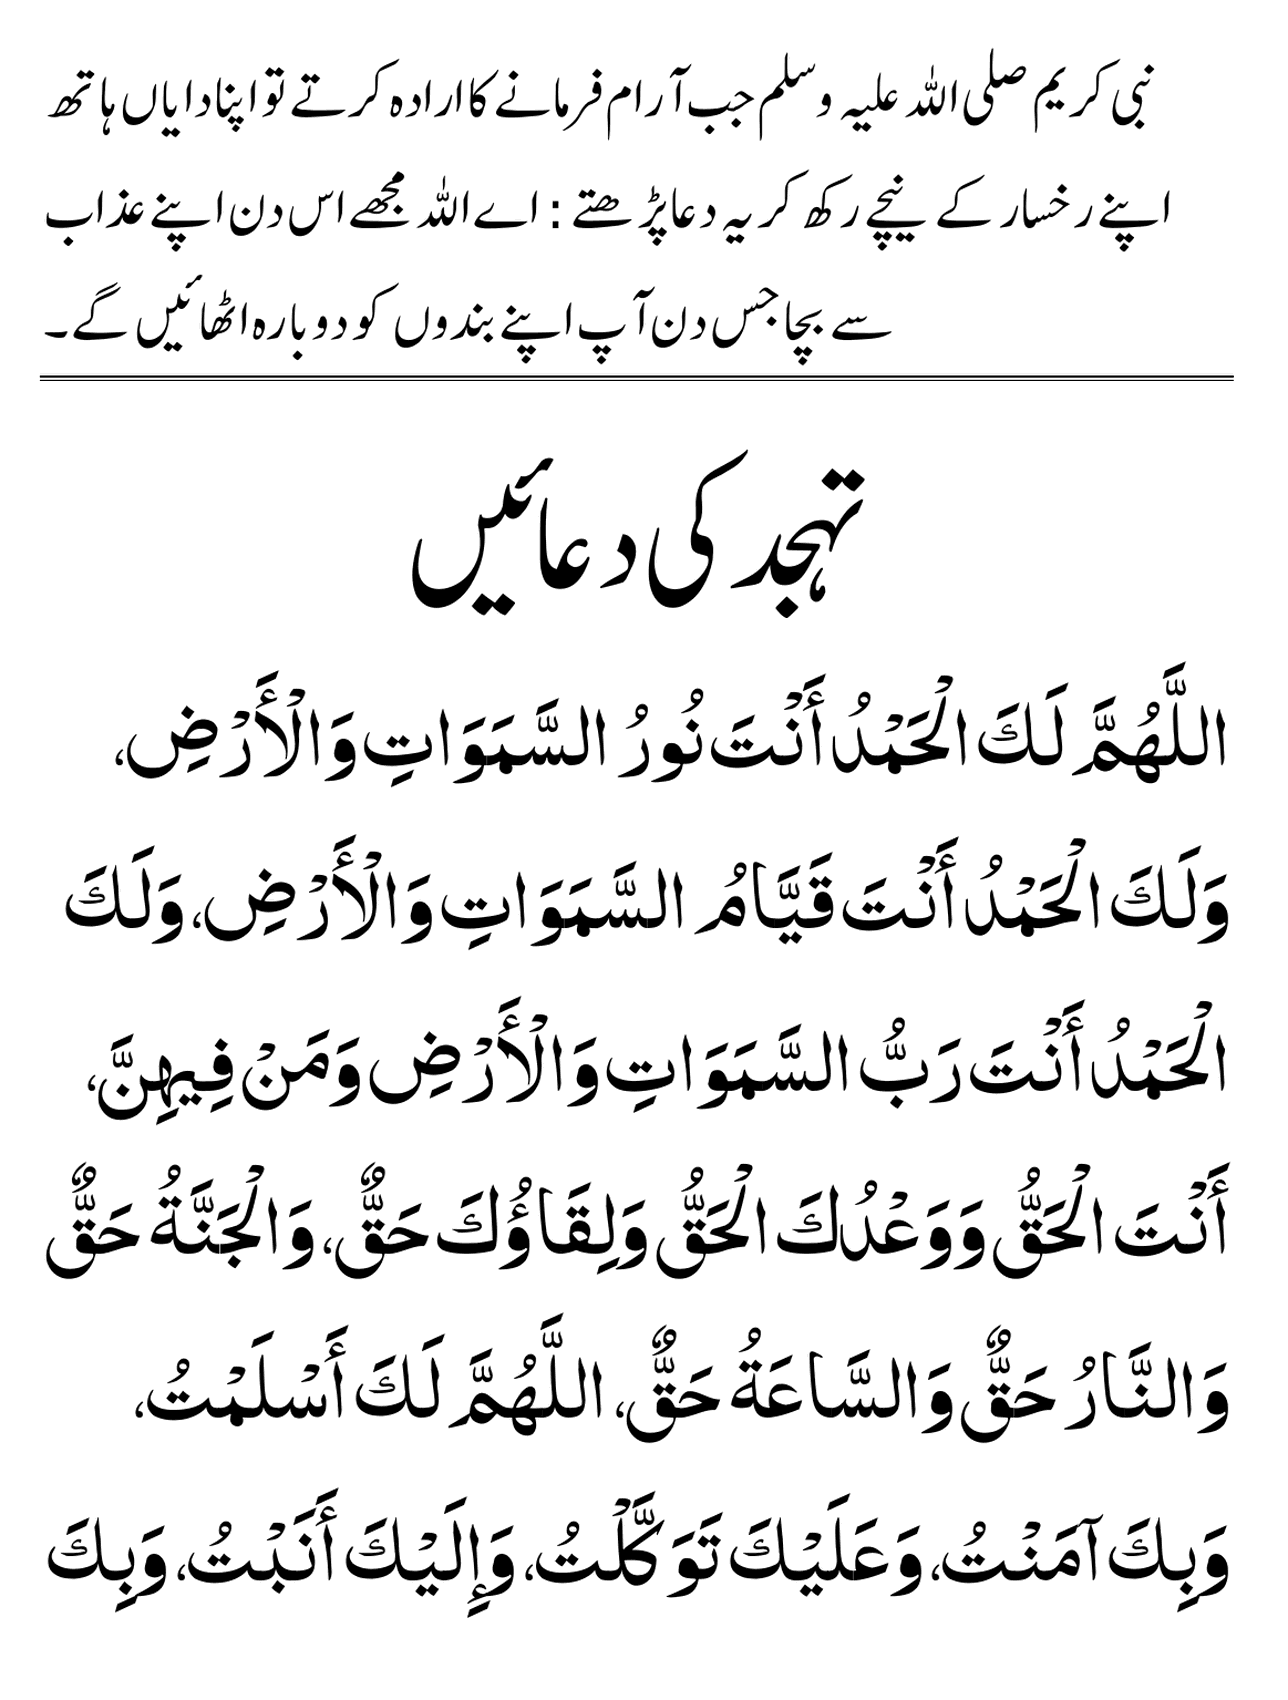 نبی کریم صلی اللہ علیہ وسلم جب آرام فرمانے کا ارادہ کرتے تو اپنا دایاں ہاتھ
اپنے رخسار کے نیچے رکھ کر یہ دعا پڑھتے : اے اللہ مجھے اس دن اپنے عذاب
سے بچا جس دن آپ اپنے بندوں کو دوبارہ اٹھائیں گے۔
تہجد کی دعائیں
اللَّهُمَّ لَكَ الْحَمْدُ أَنْتَ نُورُ السَّمَوَاتِ وَالْأَرْضِ،
وَلَكَ الْحَمْدُ أَنْتَ قَيَّامُ السَّمَوَاتِ وَالْأَرْضِ، وَلَكَ
الْحَمْدُ أَنْتَ رَبُّ السَّمَوَاتِ وَالْأَرْضِ وَمَنْ فِيهِنَّ،
أَنْتَ الْحَقُّ وَوَعْدُكَ الْحَقُّ وَلِقَاؤُكَ حَقٌّ، وَالْجَنَّةُ حَقٌّ
وَالنَّارُ حَقٌّ وَالسَّاعَةُ حَقٌّ، اللَّهُمَّ لَكَ أَسْلَمْتُ،
وَبِكَ آمَنْتُ، وَعَلَيْكَ تَوَكَّلْتُ، وَإِلَيْكَ أَنَبْتُ، وَبِكَ